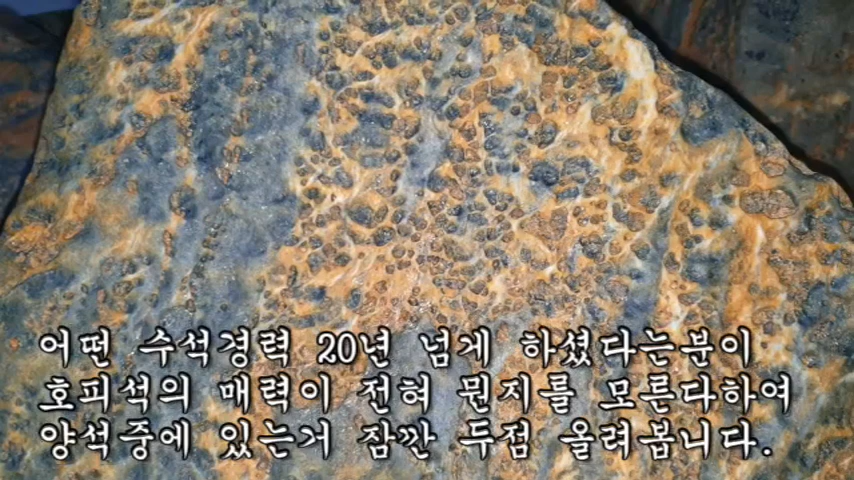 어떤 수석경력 20년 넘게 하셨다는분이
호피석의 매력이 전혀 뭔지를 모른다하여
양석중에 있는거 잠깐 두점 올려봅니다.